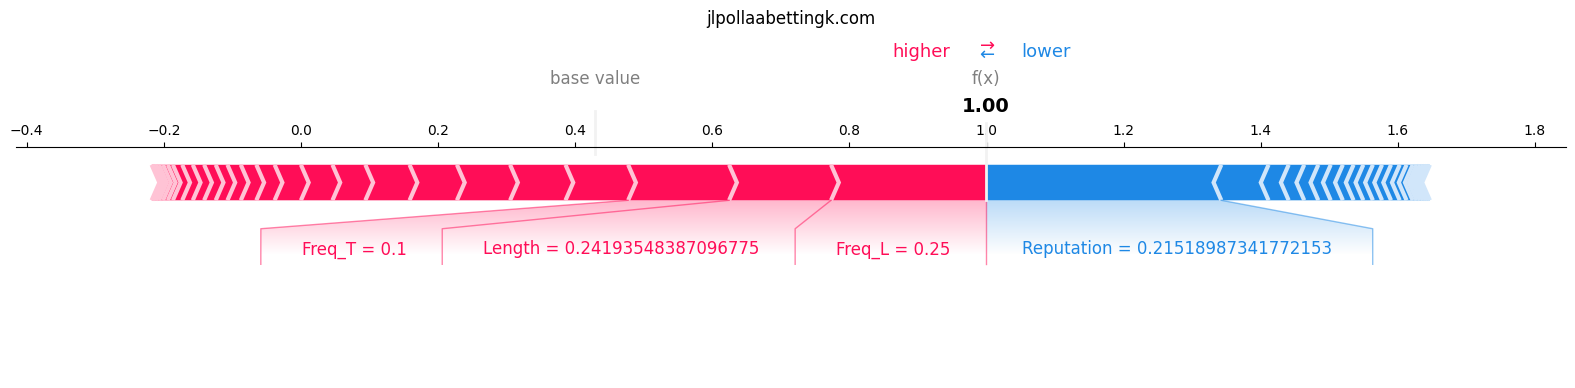 jlpollaabettingk.com
higher ⇄ lower
base value f(x)
1.00
−0.4 −0.2 0.0 0.2 0.4 0.6 0.8 1.0 1.2 1.4 1.6 1.8
Freq_T = 0.1 Length = 0.24193548387096775 Freq_L = 0.25 Reputation = 0.21518987341772153